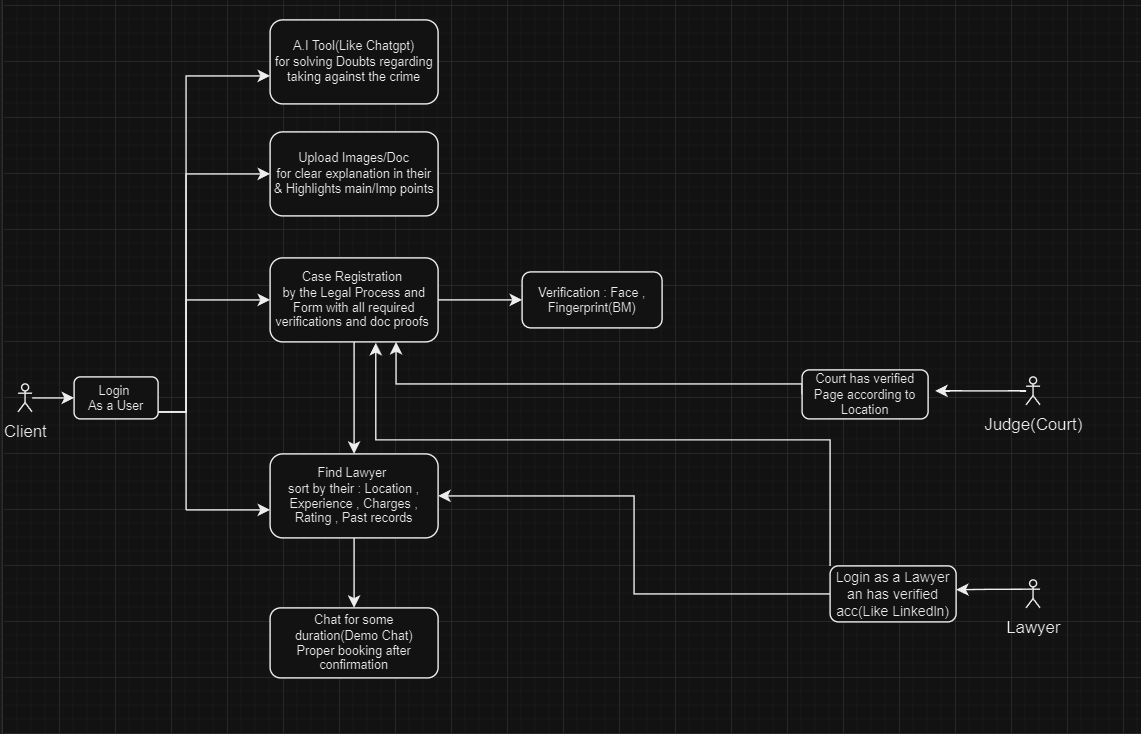 A.I Tool(Like Chatgpt)
for solving Doubts regarding
taking against the crime
Upload Images/Doc
for clear explanation in their
& Highlights main/Imp points
Case Registration
by the Legal Process and
Form with all required
verifications and doc proofs
Verification : Face ,
Fingerprint(BM)
Login
As a User
Client
Court has verified
Page according to
Location
Judge(Court)
Find Lawyer
sort by their : Location ,
Experience , Charges ,
Rating , Past records
Login as a Lawyer
an has verified
acc(Like LinkedIn)
Lawyer
Chat for some
duration(Demo Chat)
Proper booking after
confirmation